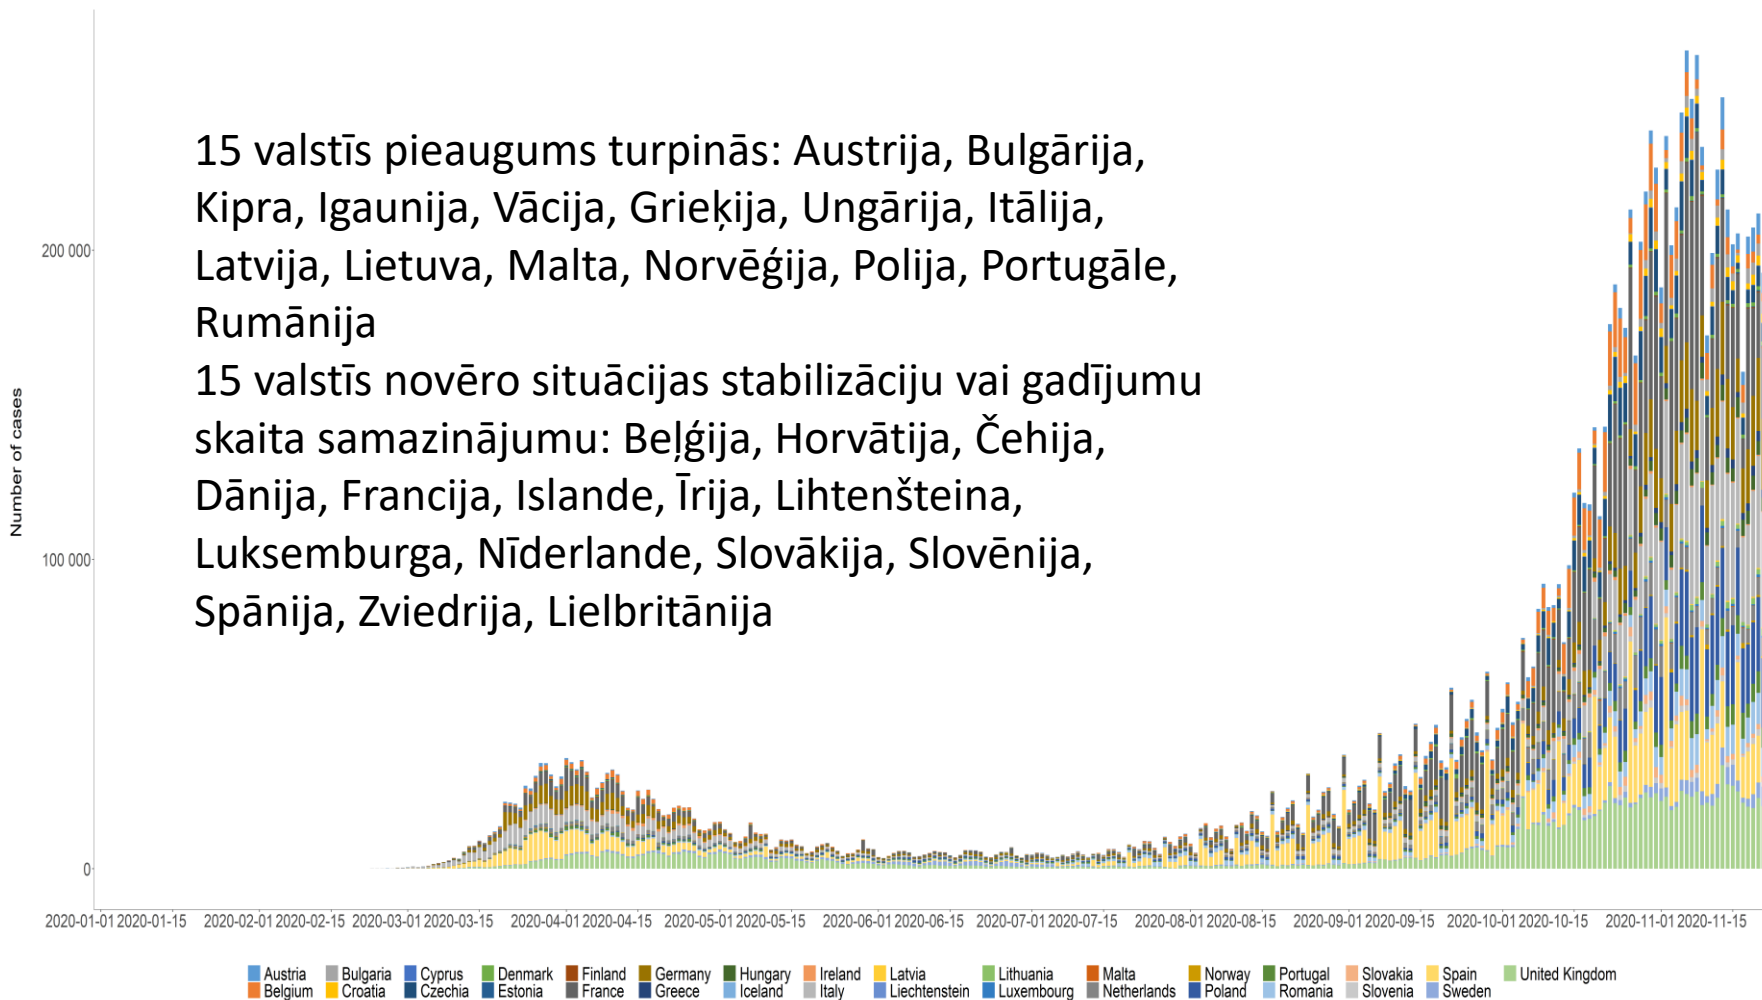 15 valstīs pieaugums turpinās: Austrija, Bulgārija,
Kipra, Igaunija, Vācija, Grieķija, Ungārija, Itālija,
Latvija, Lietuva, Malta, Norvēģija, Polija, Portugāle,
Rumānija
15 valstīs novēro situācijas stabilizāciju vai gadījumu
skaita samazinājumu: Beļģija, Horvātija, Čehija,
Dānija, Francija, Islande, Īrija, Lihtenšteina,
Luksemburga, Nīderlande, Slovākija, Slovēnija,
Spānija, Zviedrija, Lielbritānija
Number of cases
200 000
100 000
0
2020-01-01 2020-01-15 2020-02-01 2020-02-15 2020-03-01 2020-03-15 2020-04-01 2020-04-15 2020-05-01 2020-05-15 2020-06-01 2020-06-15 2020-07-01 2020-07-15 2020-08-01 2020-08-15 2020-09-01 2020-09-15 2020-10-01 2020-10-15 2020-11-01 2020-11-15
Austria Bulgaria Cyprus Denmark Finland Germany Hungary Ireland Latvia Lithuania Malta Norway Portugal Slovakia Spain United Kingdom
Belgium Croatia Czechia Estonia France Greece Iceland Italy Liechtenstein Luxembourg Netherlands Poland Romania Slovenia Sweden